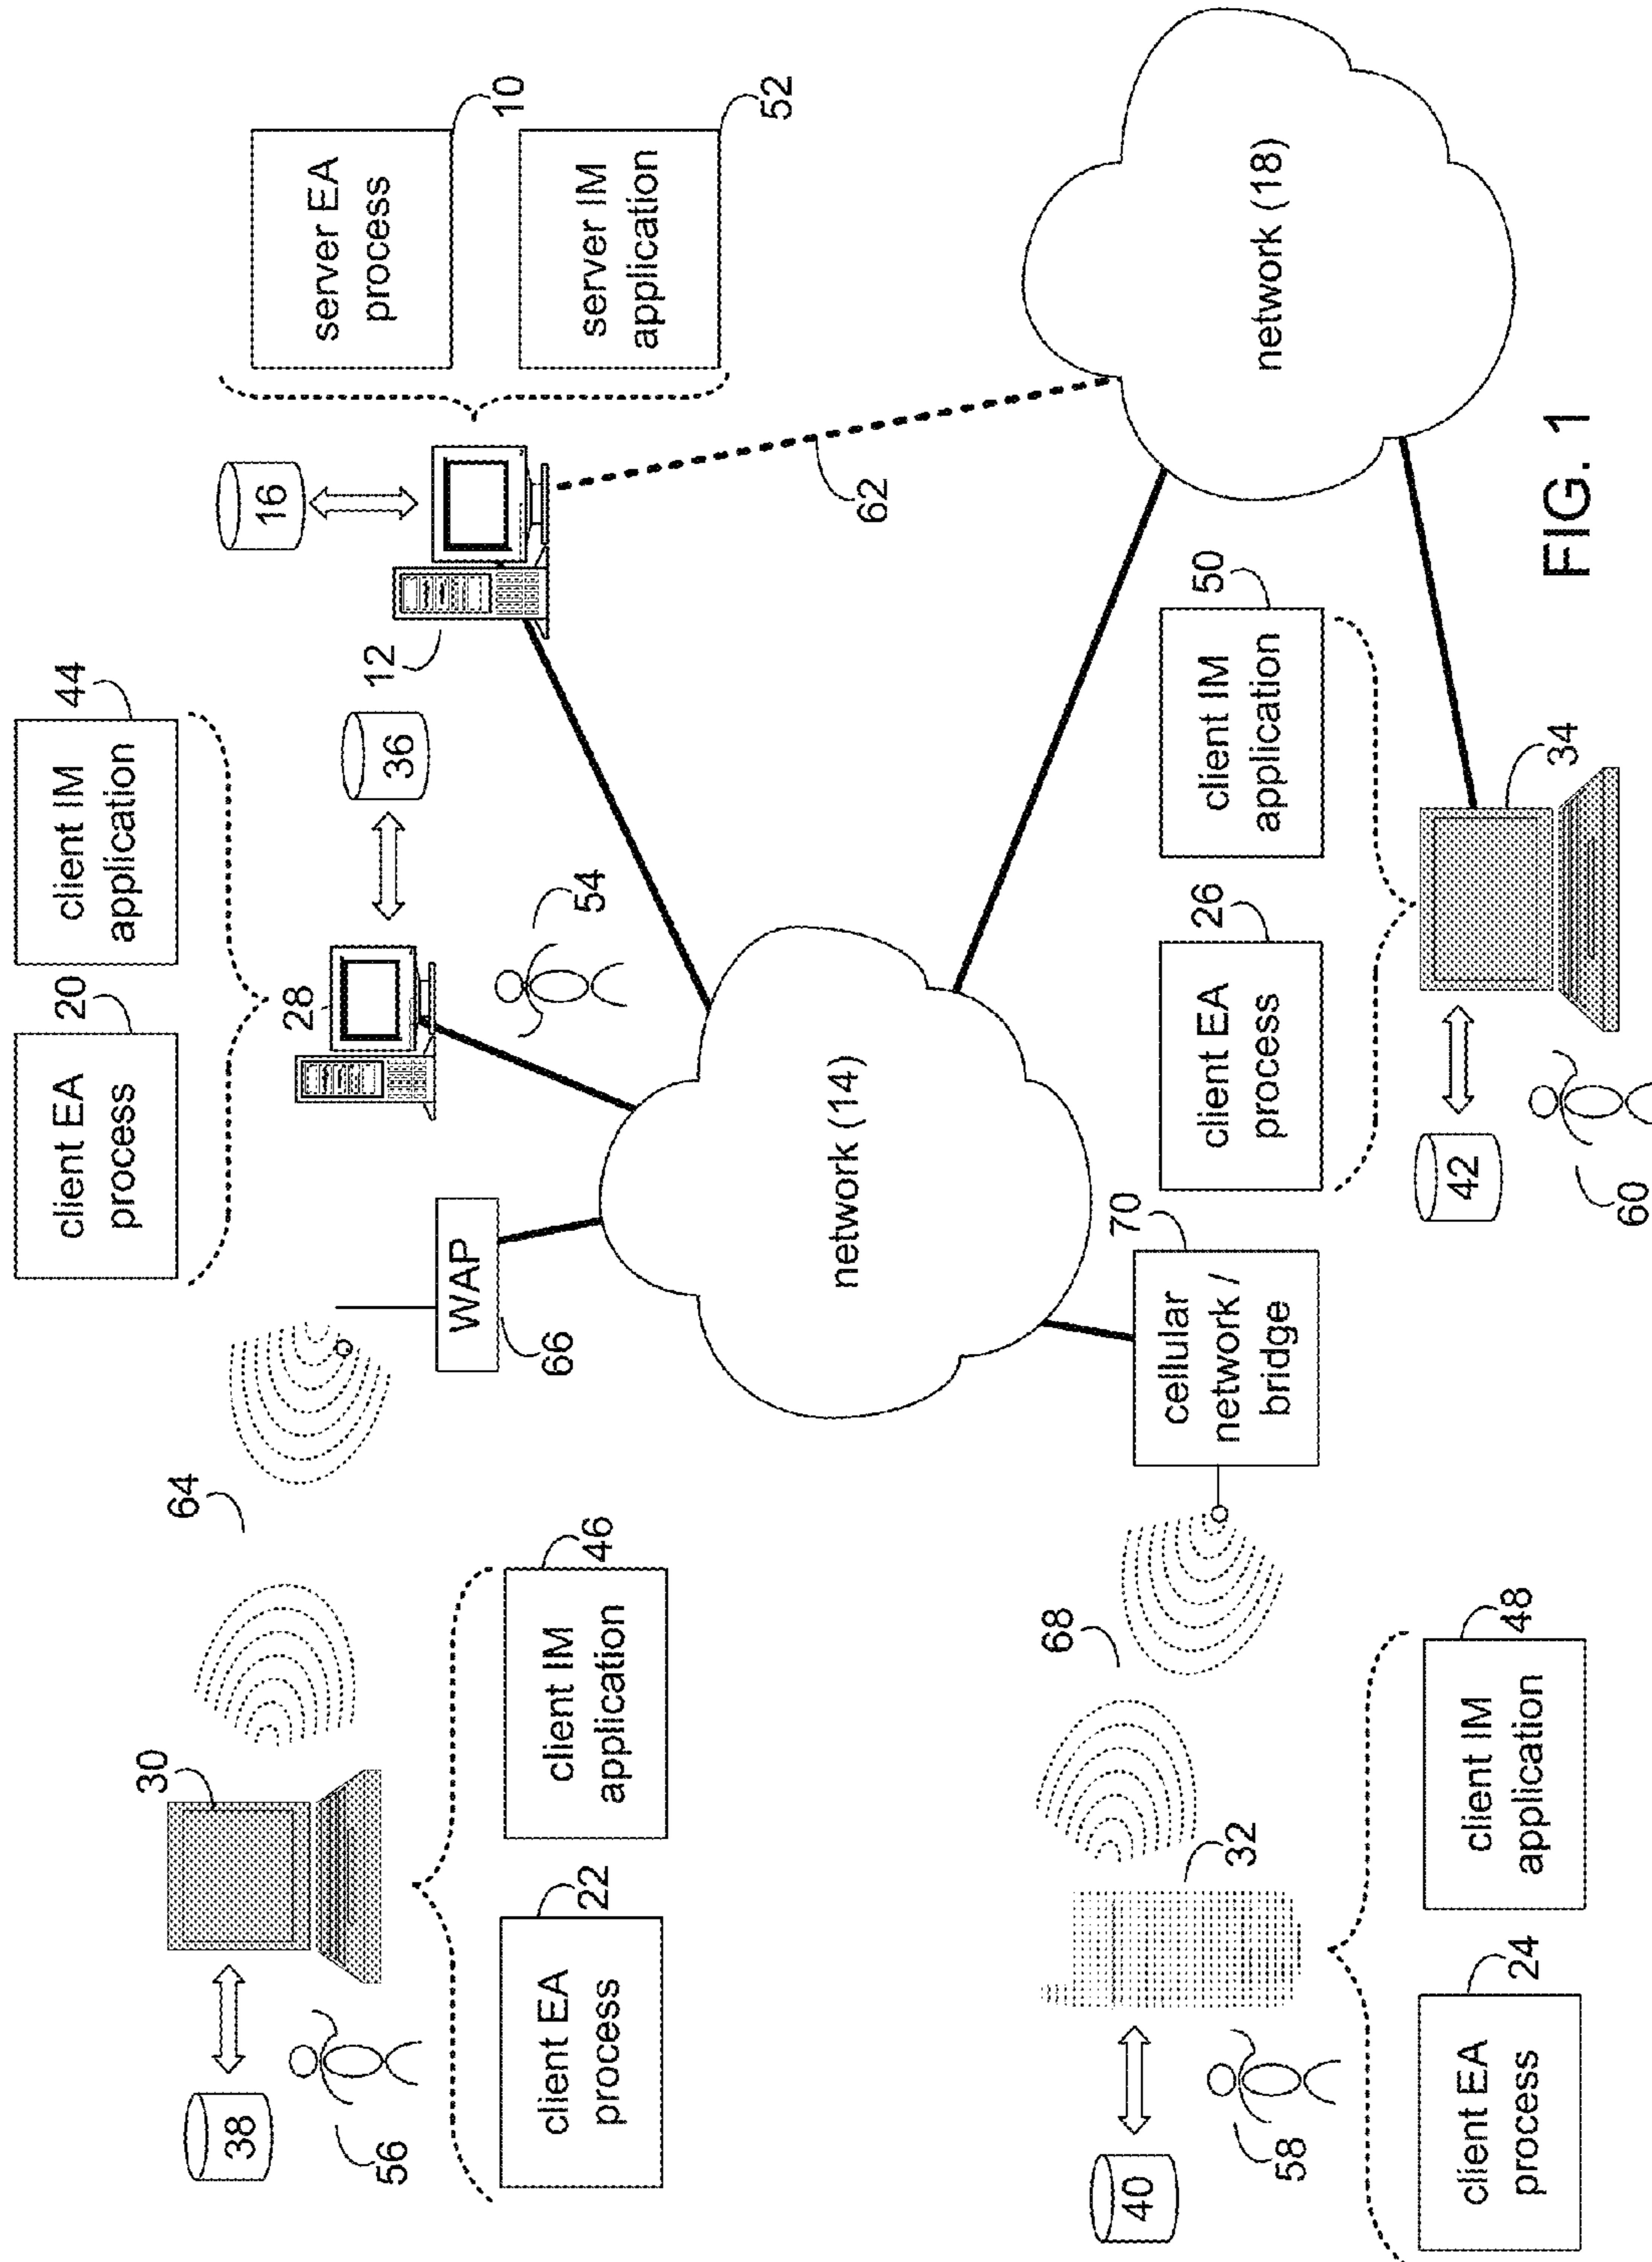 38
30
56
client EA
process
22
client IM
application
46
64
client EA
process
20
client IM
application
44
28
36
54
WAP
66
12
16
server EA
process
10
server IM
application
52
62
network (14)
network (18)
40
32
58
client EA
process
24
client IM
application
48
68
cellular
network /
bridge
70
client EA
process
26
client IM
application
50
42
34
60
FIG. 1